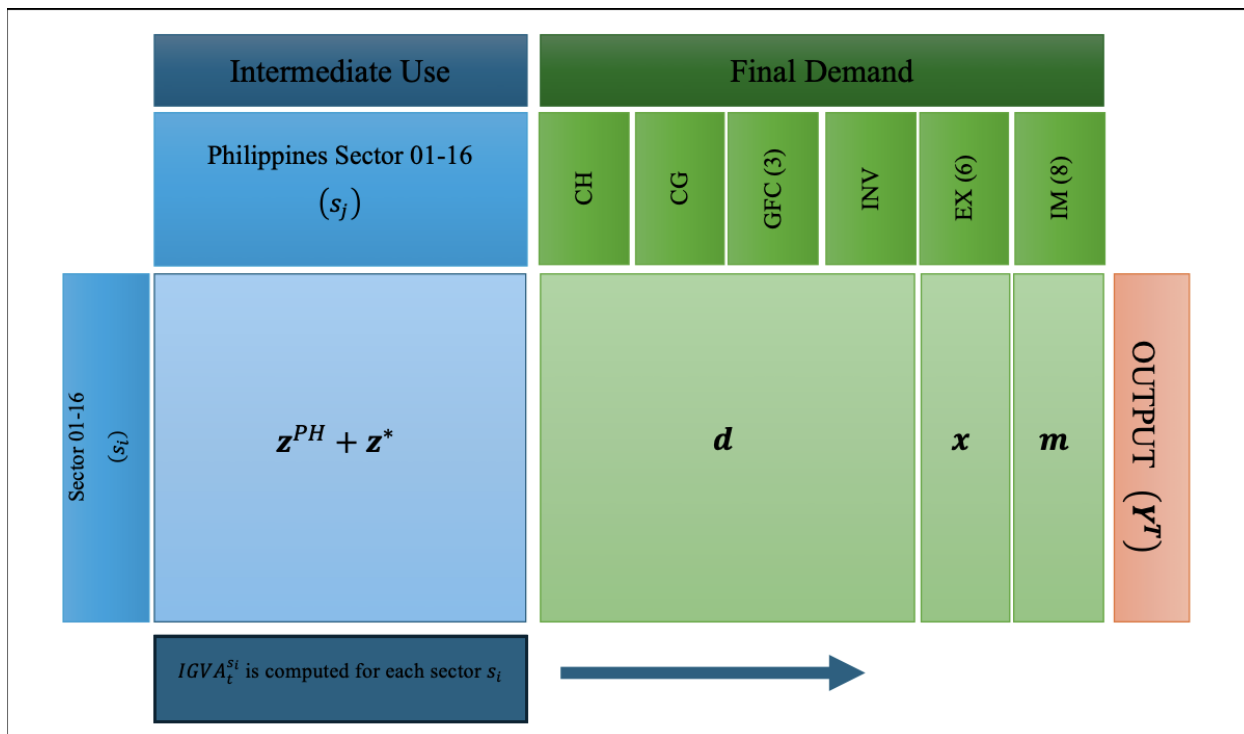 Intermediate Use
Final Demand
Philippines Sector 01-16
(s_j)
CH
CG
GFC (3)
INV
EX (6)
IM (8)
Sector 01-16
(s_i)
z^{PH} + z^*
d
x
m
OUTPUT (Y^T)
IGVA_t^{s_i} is computed for each sector s_i